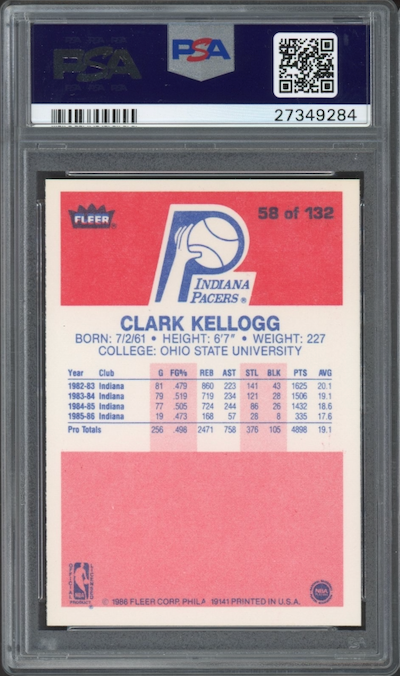 PSA
PSA
27349284
FLEER
58 of 132
INDIANA
PACERS ®
CLARK KELLOGG
BORN: 7/2/61 • HEIGHT: 6'7" • WEIGHT: 227
COLLEGE: OHIO STATE UNIVERSITY
Year Club G FG% REB AST STL BLK PTS AVG
1982-83 Indiana 81 .479 860 223 141 43 1625 20.1
1983-84 Indiana 79 .519 719 234 121 28 1506 19.1
1984-85 Indiana 77 .505 724 244 86 26 1432 18.6
1985-86 Indiana 19 .473 168 57 28 8 335 17.6
Pro Totals 256 .498 2471 758 376 105 4898 19.1
NBA
© 1986 FLEER CORP. PHILA. 19141 PRINTED IN U.S.A.